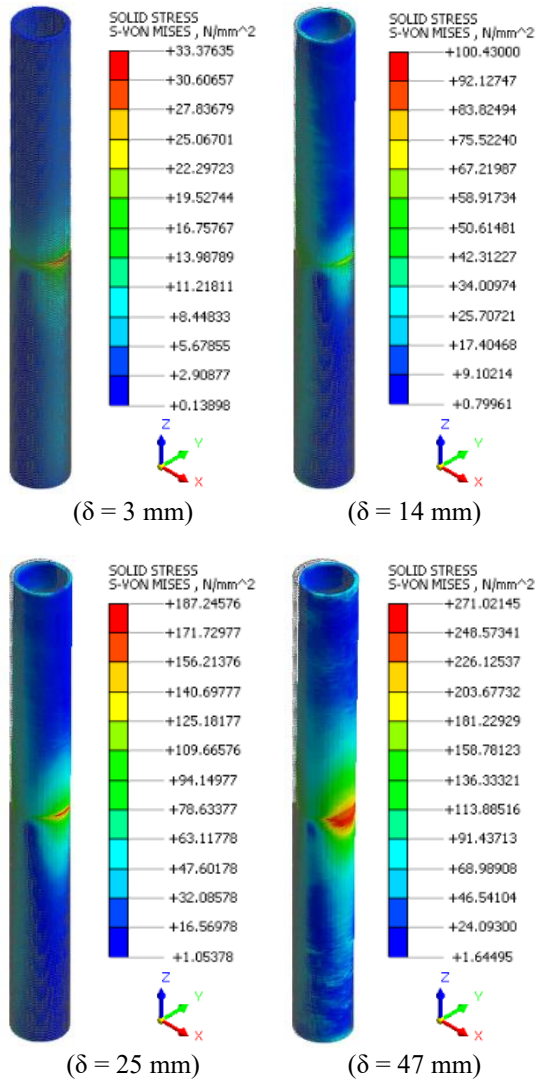 SOLID STRESS
S-VON MISES , N/mm^2
+33.37635
+30.60657
+27.83679
+25.06701
+22.29723
+19.52744
+16.75767
+13.98789
+11.21811
+8.44833
+5.67855
+2.90877
+0.13898
Z
Y
X
(δ = 3 mm)
SOLID STRESS
S-VON MISES , N/mm^2
+100.43000
+92.12747
+83.82494
+75.52240
+67.21987
+58.91734
+50.61481
+42.31227
+34.00974
+25.70721
+17.40468
+9.10214
+0.79961
Z
Y
X
(δ = 14 mm)
SOLID STRESS
S-VON MISES , N/mm^2
+187.24576
+171.72977
+156.21376
+140.69777
+125.18177
+109.66576
+94.14977
+78.63377
+63.11778
+47.60178
+32.08578
+16.56978
+1.05378
Z
Y
X
(δ = 25 mm)
SOLID STRESS
S-VON MISES , N/mm^2
+271.02145
+248.57341
+226.12537
+203.67732
+181.22929
+158.78123
+136.33321
+113.88516
+91.43713
+68.98908
+46.54104
+24.09300
+1.64495
Z
Y
X
(δ = 47 mm)